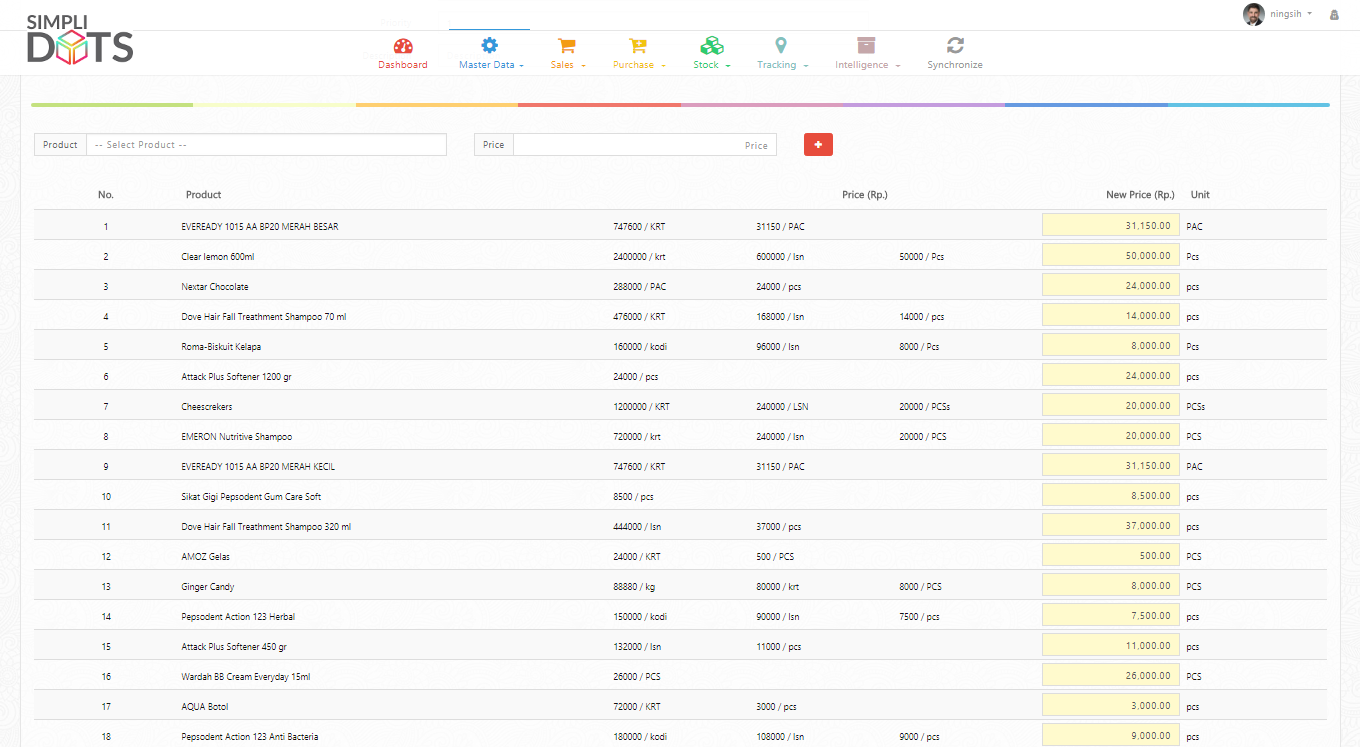 SIMPLI
DOTS
ningsih
Dashboard
Master Data
Sales
Purchase
Stock
Tracking
Intelligence
Synchronize
Product -- Select Product -- Price Price +
No. Product Price (Rp.) New Price (Rp.) Unit
1 EVEREADY 1015 AA BP20 MERAH BESAR 747600 / KRT 31150 / PAC 31,150.00 PAC
2 Clear lemon 600ml 2400000 / krt 600000 / lsn 50000 / Pcs 50,000.00 Pcs
3 Nextar Chocolate 288000 / PAC 24000 / pcs 24,000.00 pcs
4 Dove Hair Fall Treathment Shampoo 70 ml 476000 / KRT 168000 / lsn 14000 / pcs 14,000.00 pcs
5 Roma-Biskuit Kelapa 160000 / kodi 96000 / lsn 8000 / Pcs 8,000.00 Pcs
6 Attack Plus Softener 1200 gr 24000 / pcs 24,000.00 pcs
7 Cheescrekers 1200000 / KRT 240000 / LSN 20000 / PCSs 20,000.00 PCSs
8 EMERON Nutritive Shampoo 720000 / krt 240000 / lsn 20000 / PCS 20,000.00 PCS
9 EVEREADY 1015 AA BP20 MERAH KECIL 747600 / KRT 31150 / PAC 31,150.00 PAC
10 Sikat Gigi Pepsodent Gum Care Soft 8500 / pcs 8,500.00 pcs
11 Dove Hair Fall Treathment Shampoo 320 ml 444000 / lsn 37000 / pcs 37,000.00 pcs
12 AMOZ Gelas 24000 / KRT 500 / PCS 500.00 PCS
13 Ginger Candy 88880 / kg 80000 / krt 8000 / PCS 8,000.00 PCS
14 Pepsodent Action 123 Herbal 150000 / kodi 90000 / lsn 7500 / pcs 7,500.00 pcs
15 Attack Plus Softener 450 gr 132000 / lsn 11000 / pcs 11,000.00 pcs
16 Wardah BB Cream Everyday 15ml 26000 / PCS 26,000.00 PCS
17 AQUA Botol 72000 / KRT 3000 / pcs 3,000.00 pcs
18 Pepsodent Action 123 Anti Bacteria 180000 / kodi 108000 / lsn 9000 / pcs 9,000.00 pcs